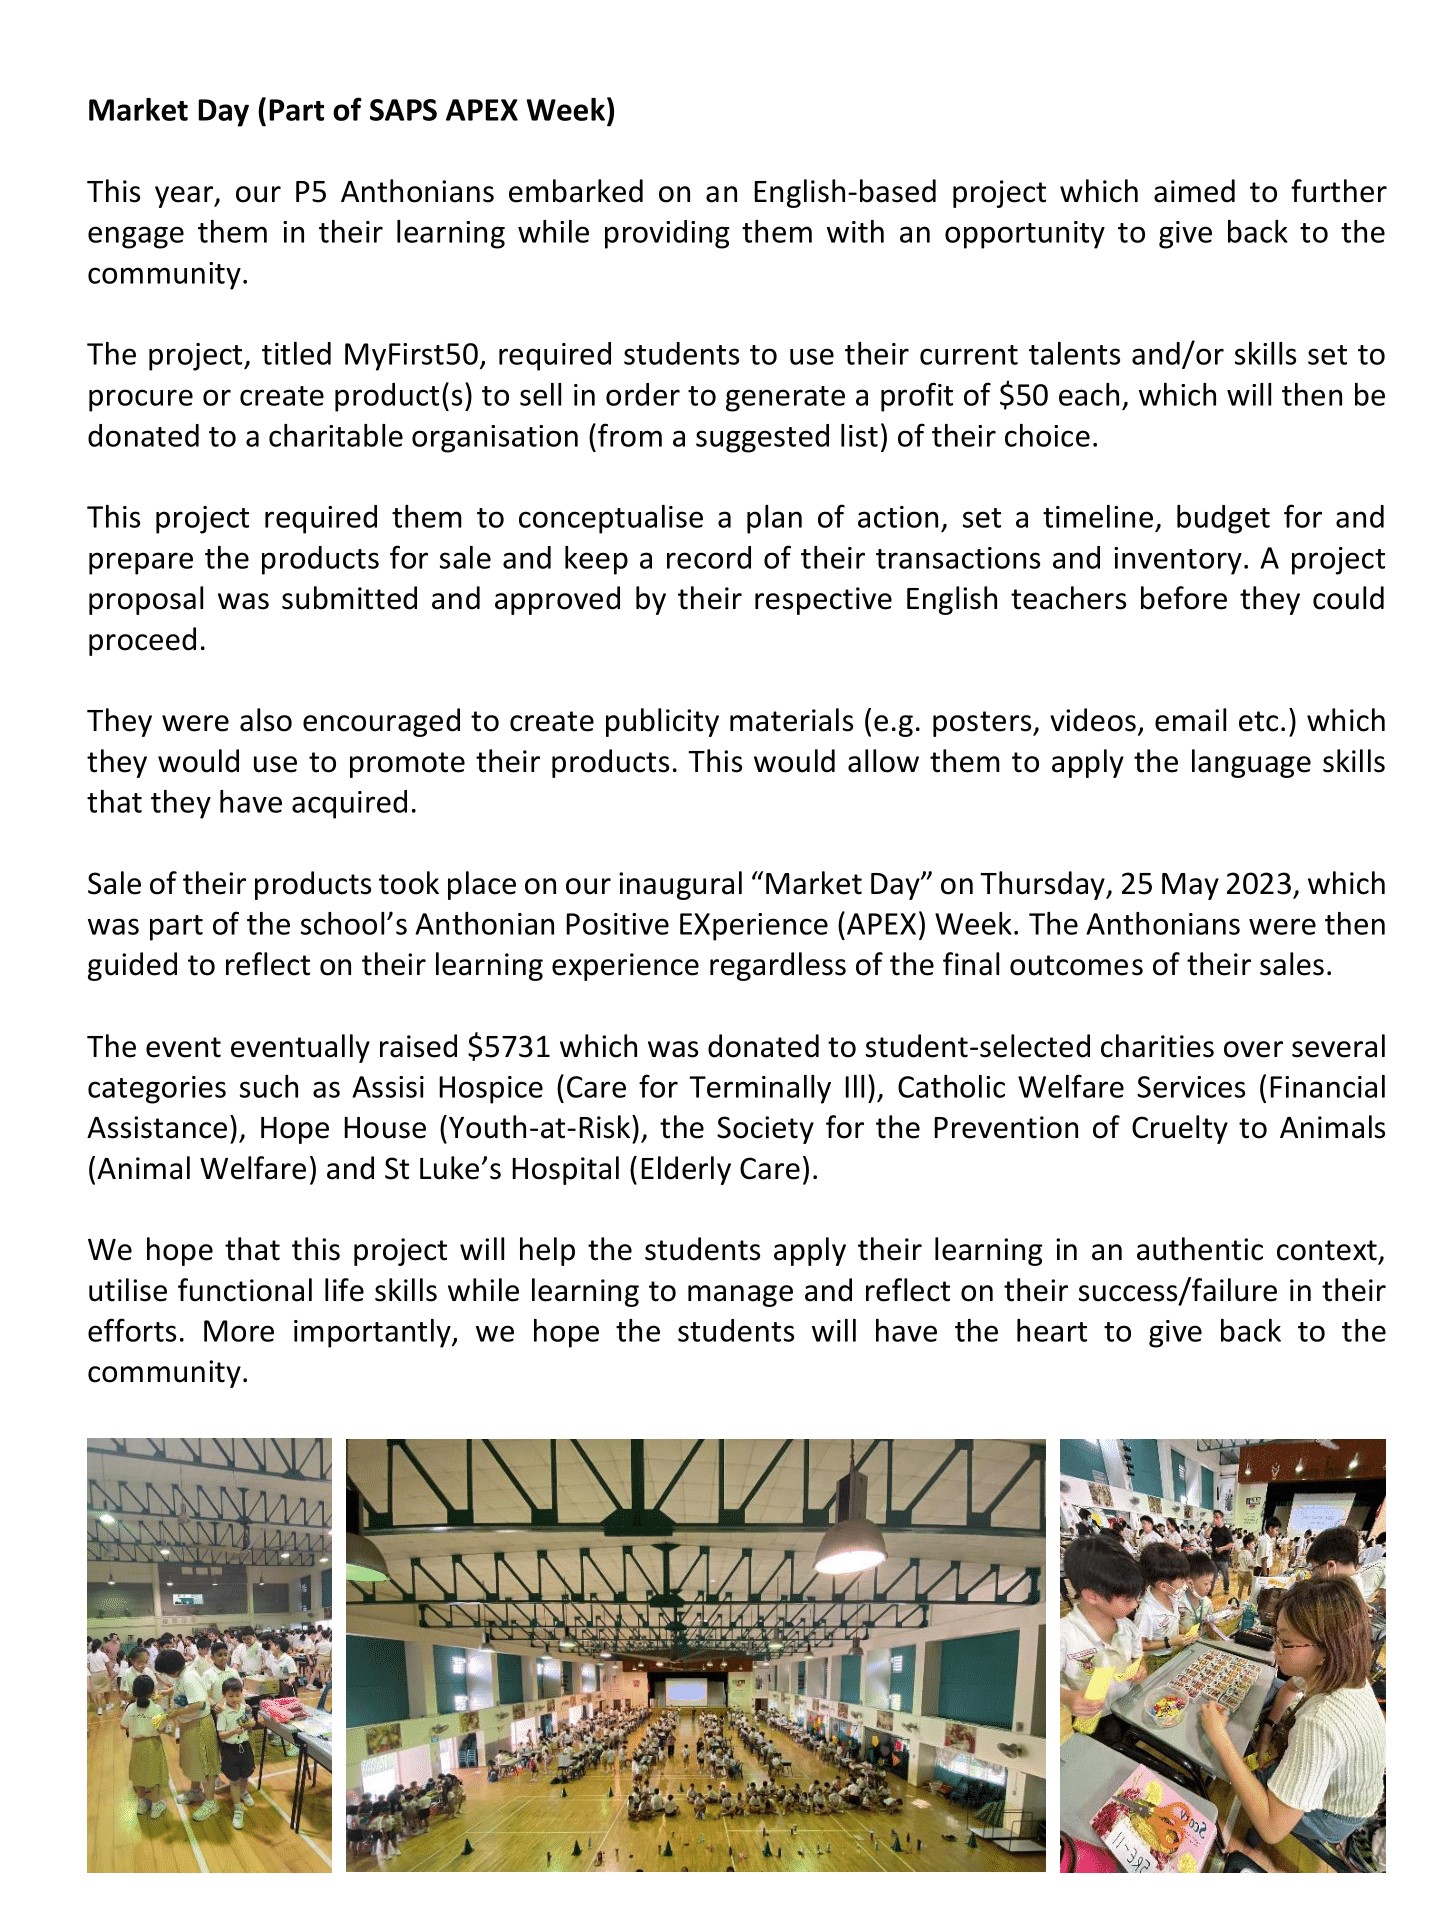 Market Day (Part of SAPS APEX Week)
This year, our P5 Anthonians embarked on an English-based project which aimed to further
engage them in their learning while providing them with an opportunity to give back to the
community.
The project, titled MyFirst50, required students to use their current talents and/or skills set to
procure or create product(s) to sell in order to generate a profit of $50 each, which will then be
donated to a charitable organisation (from a suggested list) of their choice.
This project required them to conceptualise a plan of action, set a timeline, budget for and
prepare the products for sale and keep a record of their transactions and inventory. A project
proposal was submitted and approved by their respective English teachers before they could
proceed.
They were also encouraged to create publicity materials (e.g. posters, videos, email etc.) which
they would use to promote their products. This would allow them to apply the language skills
that they have acquired.
Sale of their products took place on our inaugural “Market Day” on Thursday, 25 May 2023, which
was part of the school’s Anthonian Positive EXperience (APEX) Week. The Anthonians were then
guided to reflect on their learning experience regardless of the final outcomes of their sales.
The event eventually raised $5731 which was donated to student-selected charities over several
categories such as Assisi Hospice (Care for Terminally Ill), Catholic Welfare Services (Financial
Assistance), Hope House (Youth-at-Risk), the Society for the Prevention of Cruelty to Animals
(Animal Welfare) and St Luke’s Hospital (Elderly Care).
We hope that this project will help the students apply their learning in an authentic context,
utilise functional life skills while learning to manage and reflect on their success/failure in their
efforts. More importantly, we hope the students will have the heart to give back to the
community.